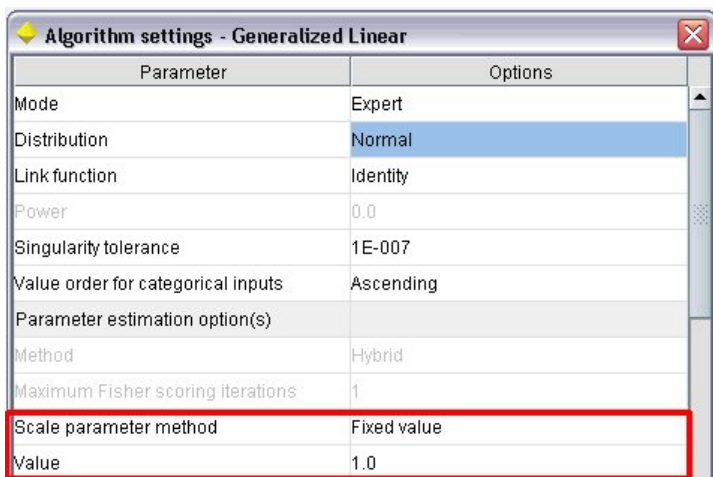 Algorithm settings - Generalized Linear
Parameter Options
Mode Expert
Distribution Normal
Link function Identity
Power 0.0
Singularity tolerance 1E-007
Value order for categorical inputs Ascending
Parameter estimation option(s)
Method Hybrid
Maximum Fisher scoring iterations 1
Scale parameter method Fixed value
Value 1.0